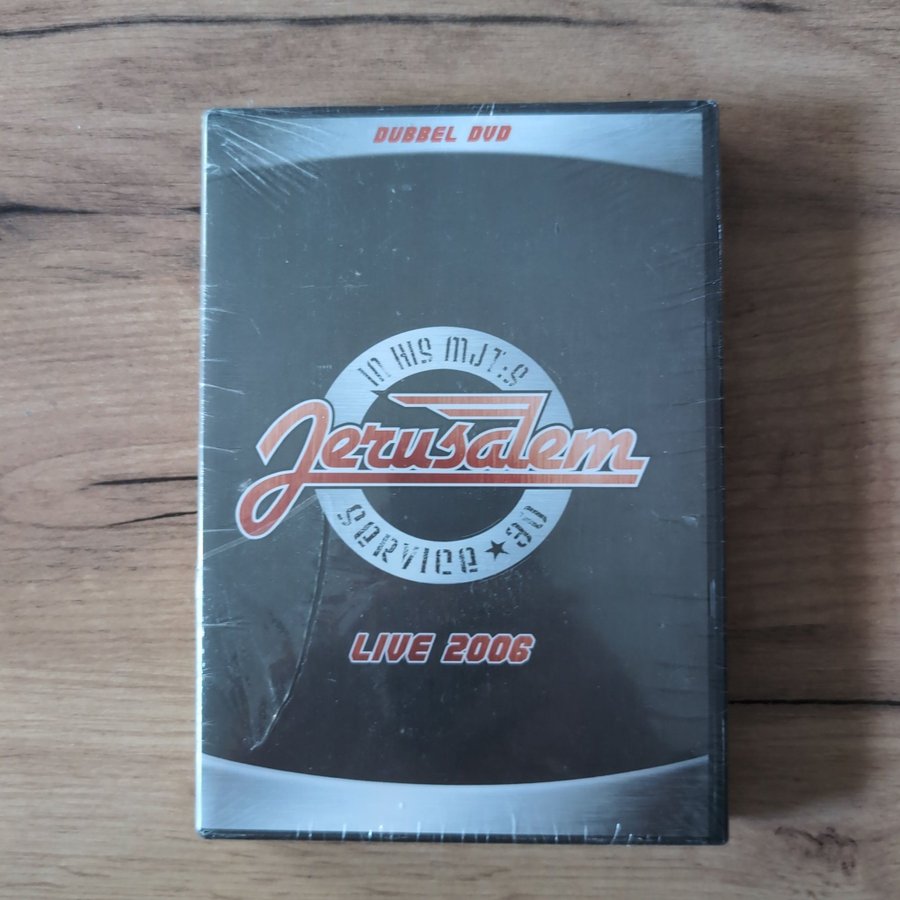 DUBBEL DVD
IN HIS MJT:S
Jerusalem
SERVICE ★ 30
LIVE 2006